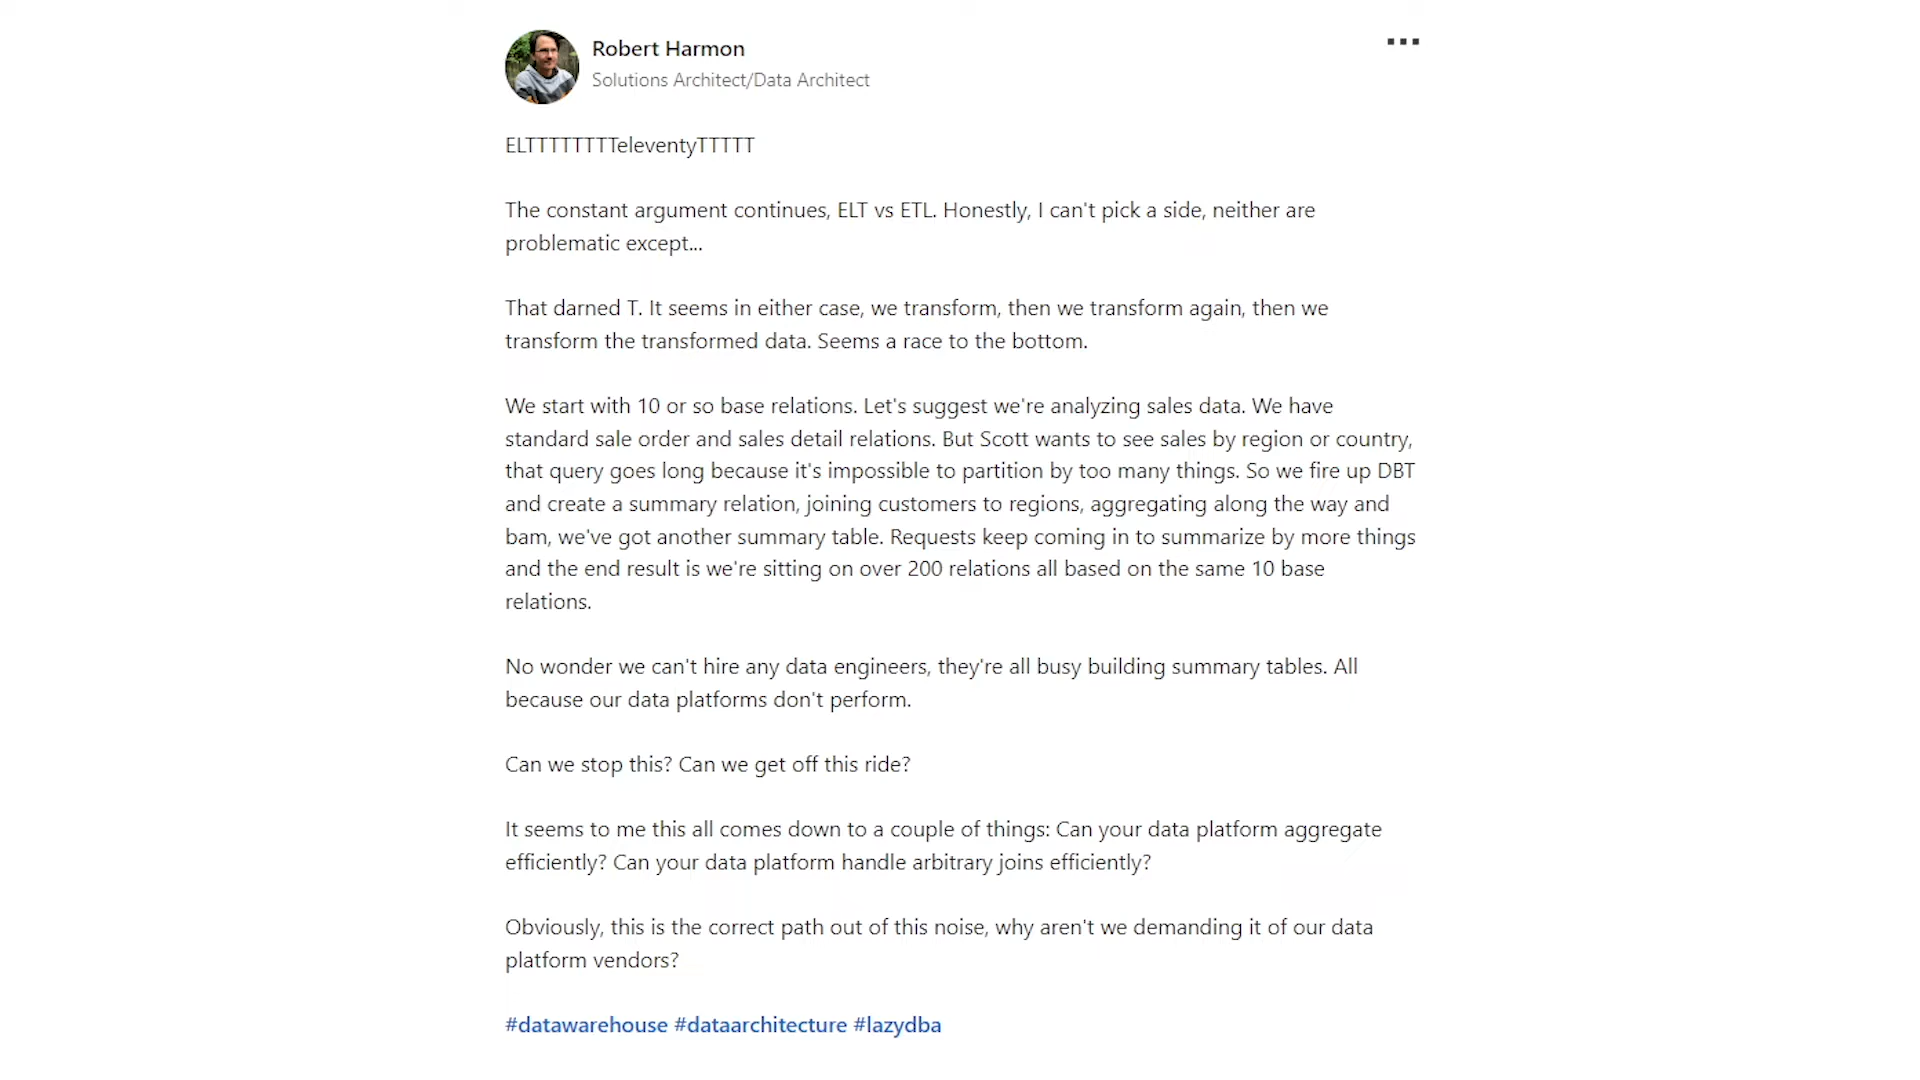 Robert Harmon
Solutions Architect/Data Architect
ELTTTTTTTTeleventyTTTTT
The constant argument continues, ELT vs ETL. Honestly, I can't pick a side, neither are
problematic except...
That darned T. It seems in either case, we transform, then we transform again, then we
transform the transformed data. Seems a race to the bottom.
We start with 10 or so base relations. Let's suggest we're analyzing sales data. We have
standard sale order and sales detail relations. But Scott wants to see sales by region or country,
that query goes long because it's impossible to partition by too many things. So we fire up DBT
and create a summary relation, joining customers to regions, aggregating along the way and
bam, we've got another summary table. Requests keep coming in to summarize by more things
and the end result is we're sitting on over 200 relations all based on the same 10 base
relations.
No wonder we can't hire any data engineers, they're all busy building summary tables. All
because our data platforms don't perform.
Can we stop this? Can we get off this ride?
It seems to me this all comes down to a couple of things: Can your data platform aggregate
efficiently? Can your data platform handle arbitrary joins efficiently?
Obviously, this is the correct path out of this noise, why aren't we demanding it of our data
platform vendors?
#datawarehouse #dataarchitecture #lazydba